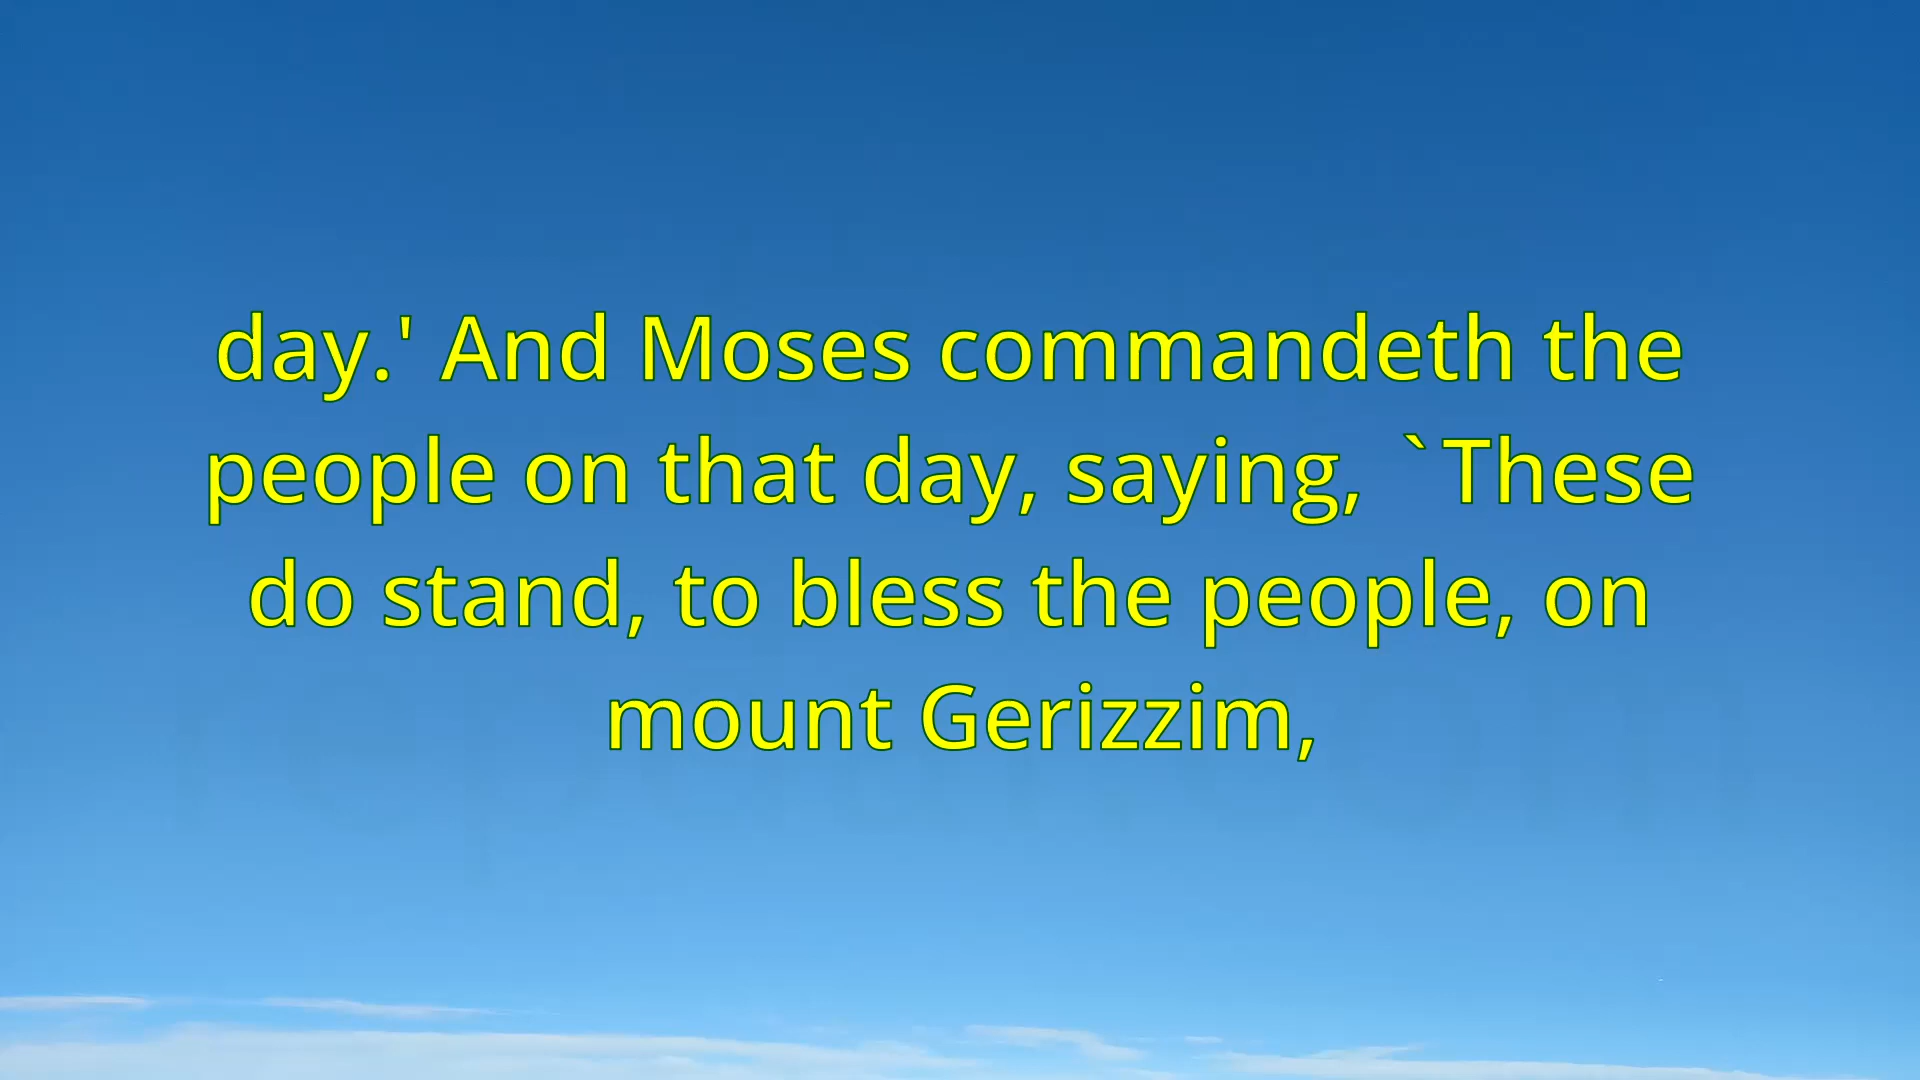 day.' And Moses commandeth the
people on that day, saying, `These
do stand, to bless the people, on
mount Gerizzim,